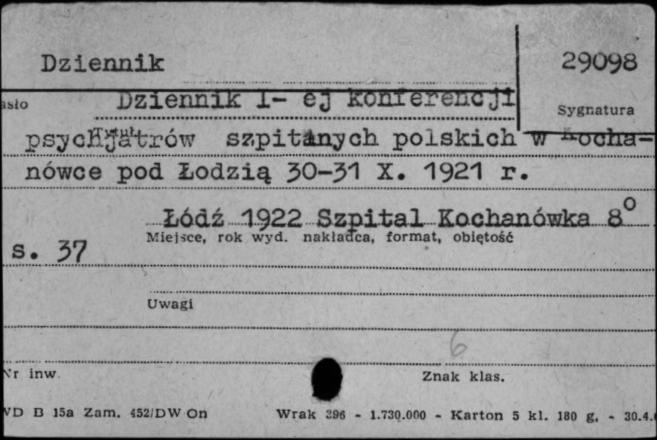 Dziennik
29098
asło
Dziennik I- ej konferencji
Sygnatura
psychjatrów szpitalnych polskich w Kocha-
nówce pod Łodzią 30-31 X. 1921 r.
Łódź 1922 Szpital Kochanówka 8°
Miejsce, rok wyd. nakładca, format, objętość
s. 37
Uwagi
6
Nr inw.
Znak klas.
VD B 15a Zam. 452/DW On Wrak 396 - 1.730.000 - Karton 5 kl. 180 g. - 30.4.